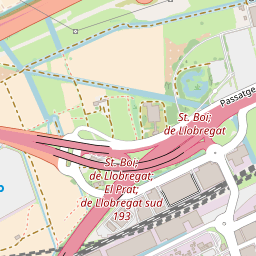 St. Boi;
de Llobregat
Passatge
St. Boi;
de Llobregat;
El Prat;
de Llobregat sud
193